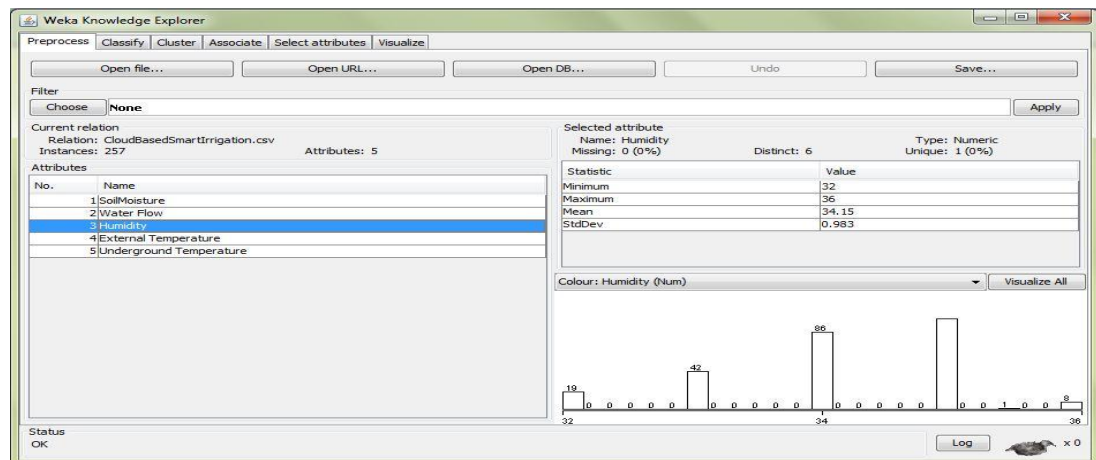 Weka Knowledge Explorer
Preprocess Classify Cluster Associate Select attributes Visualize
Open file... Open URL... Open DB... Undo Save...
Filter
Choose None Apply
Current relation
Relation: CloudBasedSmartIrrigation.csv
Instances: 257 Attributes: 5
Attributes
No. Name
1 SoilMoisture
2 Water Flow
3 Humidity
4 External Temperature
5 Underground Temperature
Selected attribute
Name: Humidity Type: Numeric
Missing: 0 (0%) Distinct: 6 Unique: 1 (0%)
Statistic Value
Minimum 32
Maximum 36
Mean 34.15
StdDev 0.983
Colour: Humidity (Num) Visualize All
86
42
19 0 0 0 0 0 0 0 0 0 0 0 0 0 0 0 0 1 0 0 8
32 34 36
Status
OK Log x 0